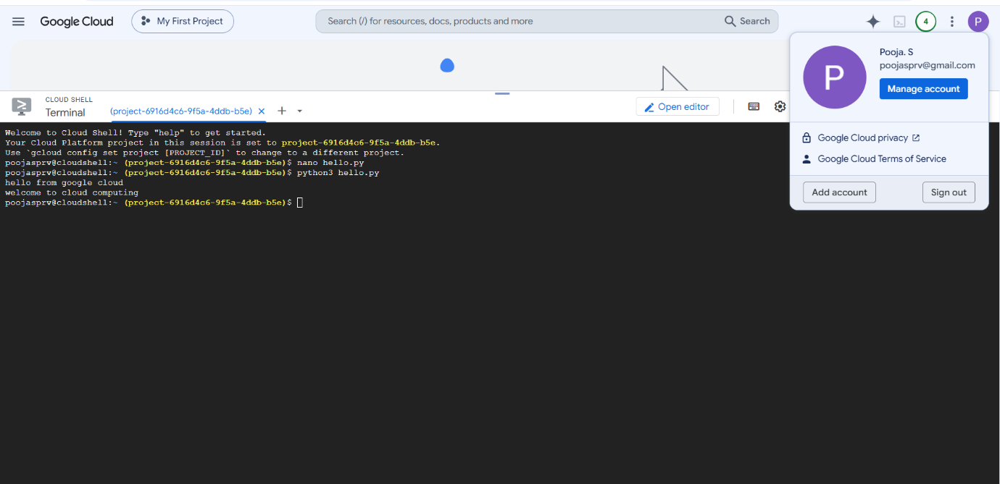 Google Cloud
My First Project
Search (/) for resources, docs, products and more
Search
4
P
P
Pooja. S
poojasprv@gmail.com
Manage account
Google Cloud privacy
Google Cloud Terms of Service
Add account
Sign out
CLOUD SHELL
Terminal
(project-6916d4c6-9f5a-4ddb-b5e)
Open editor
Welcome to Cloud Shell! Type "help" to get started.
Your Cloud Platform project in this session is set to project-6916d4c6-9f5a-4ddb-b5e.
Use `gcloud config set project [PROJECT_ID]` to change to a different project.
poojasprv@cloudshell:~ (project-6916d4c6-9f5a-4ddb-b5e)$ nano hello.py
poojasprv@cloudshell:~ (project-6916d4c6-9f5a-4ddb-b5e)$ python3 hello.py
hello from google cloud
welcome to cloud computing
poojasprv@cloudshell:~ (project-6916d4c6-9f5a-4ddb-b5e)$